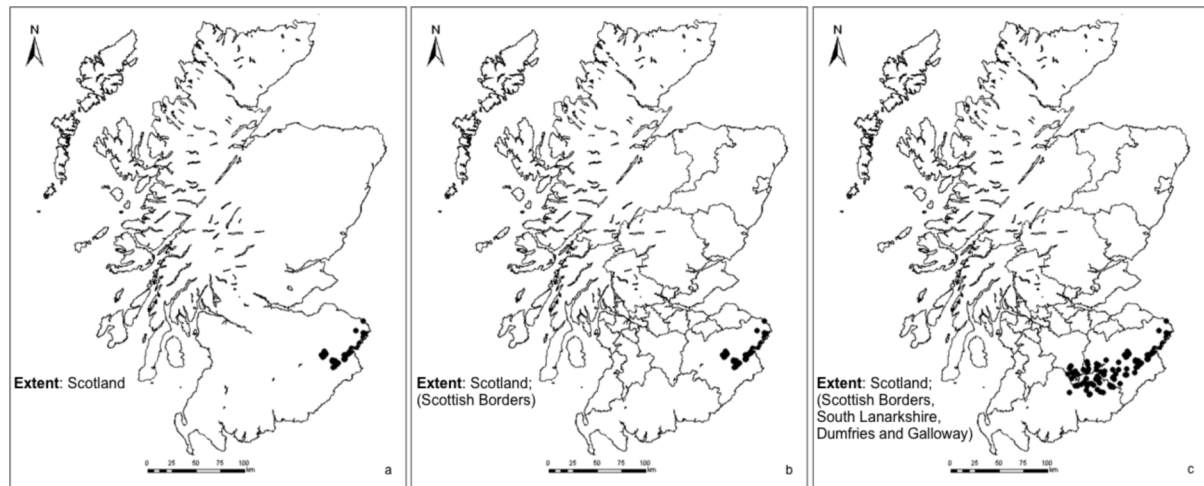 N
Extent: Scotland
0 25 50 75 100
km
a
N
Extent: Scotland;
(Scottish Borders)
0 25 50 75 100
km
b
N
Extent: Scotland;
(Scottish Borders,
South Lanarkshire,
Dumfries and Galloway)
0 25 50 75 100
km
c